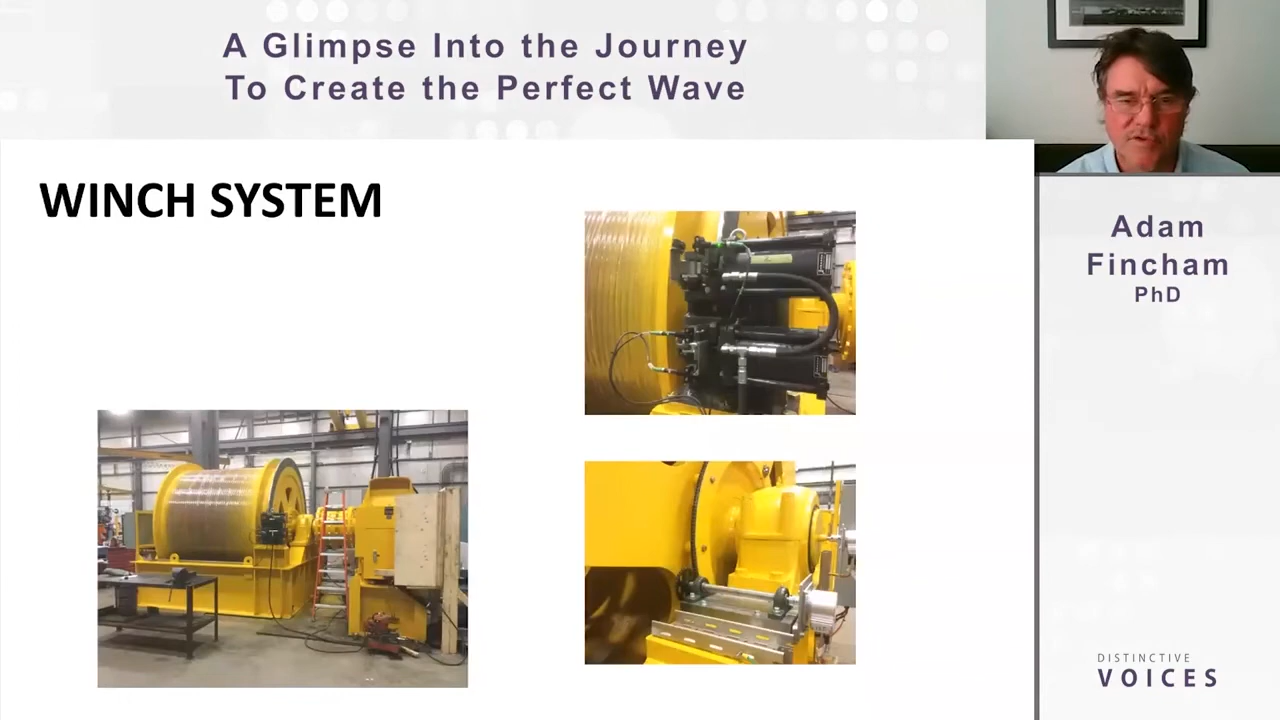 A Glimpse Into the Journey
To Create the Perfect Wave
WINCH SYSTEM
Adam
Fincham
PhD
DISTINCTIVE
VOICES